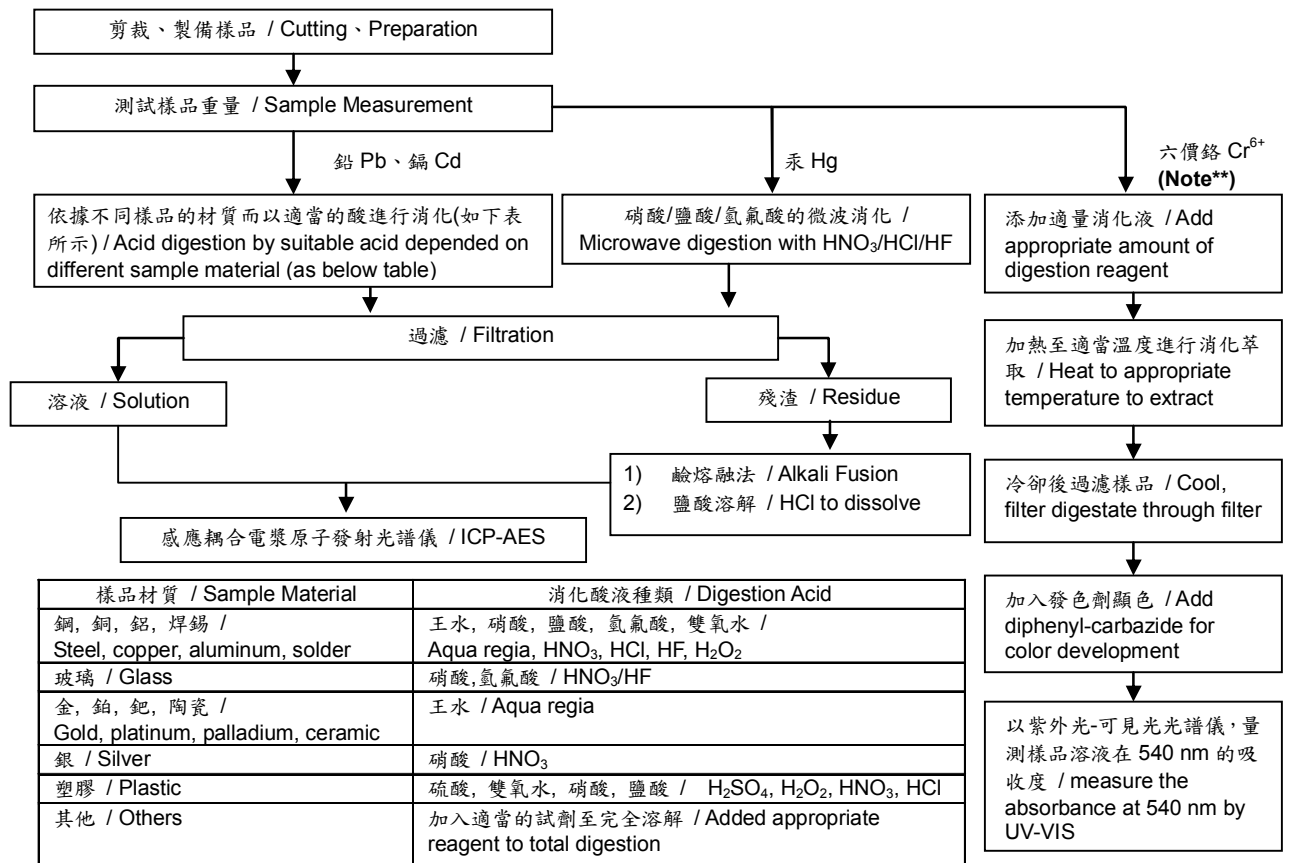 剪裁、製備樣品 / Cutting、Preparation
測試樣品重量 / Sample Measurement
鉛 Pb、鎘 Cd
汞 Hg
六價鉻 Cr6+
(Note**)
依據不同樣品的材質而以適當的酸進行消化(如下表
所示) / Acid digestion by suitable acid depended on
different sample material (as below table)
硝酸/鹽酸/氫氟酸的微波消化 /
Microwave digestion with HNO3/HCl/HF
添加適量消化液 / Add
appropriate amount of
digestion reagent
過濾 / Filtration
加熱至適當溫度進行消化萃
取 / Heat to appropriate
temperature to extract
溶液 / Solution
殘渣 / Residue
1) 鹼熔融法 / Alkali Fusion
2) 鹽酸溶解 / HCl to dissolve
冷卻後過濾樣品 / Cool,
filter digestate through filter
感應耦合電漿原子發射光譜儀 / ICP-AES
加入發色劑顯色 / Add
diphenyl-carbazide for
color development
以紫外光-可見光光譜儀,量
測樣品溶液在 540 nm 的吸
收度 / measure the
absorbance at 540 nm by
UV-VIS
樣品材質 / Sample Material 消化酸液種類 / Digestion Acid
鋼, 銅, 鋁, 焊錫 / 王水, 硝酸, 鹽酸, 氫氟酸, 雙氧水 /
Steel, copper, aluminum, solder Aqua regia, HNO3, HCl, HF, H2O2
玻璃 / Glass 硝酸,氫氟酸 / HNO3/HF
金, 鉑, 鈀, 陶瓷 / 王水 / Aqua regia
Gold, platinum, palladium, ceramic
銀 / Silver 硝酸 / HNO3
塑膠 / Plastic 硫酸, 雙氧水, 硝酸, 鹽酸 / H2SO4, H2O2, HNO3, HCl
其他 / Others 加入適當的試劑至完全溶解 / Added appropriate
reagent to total digestion